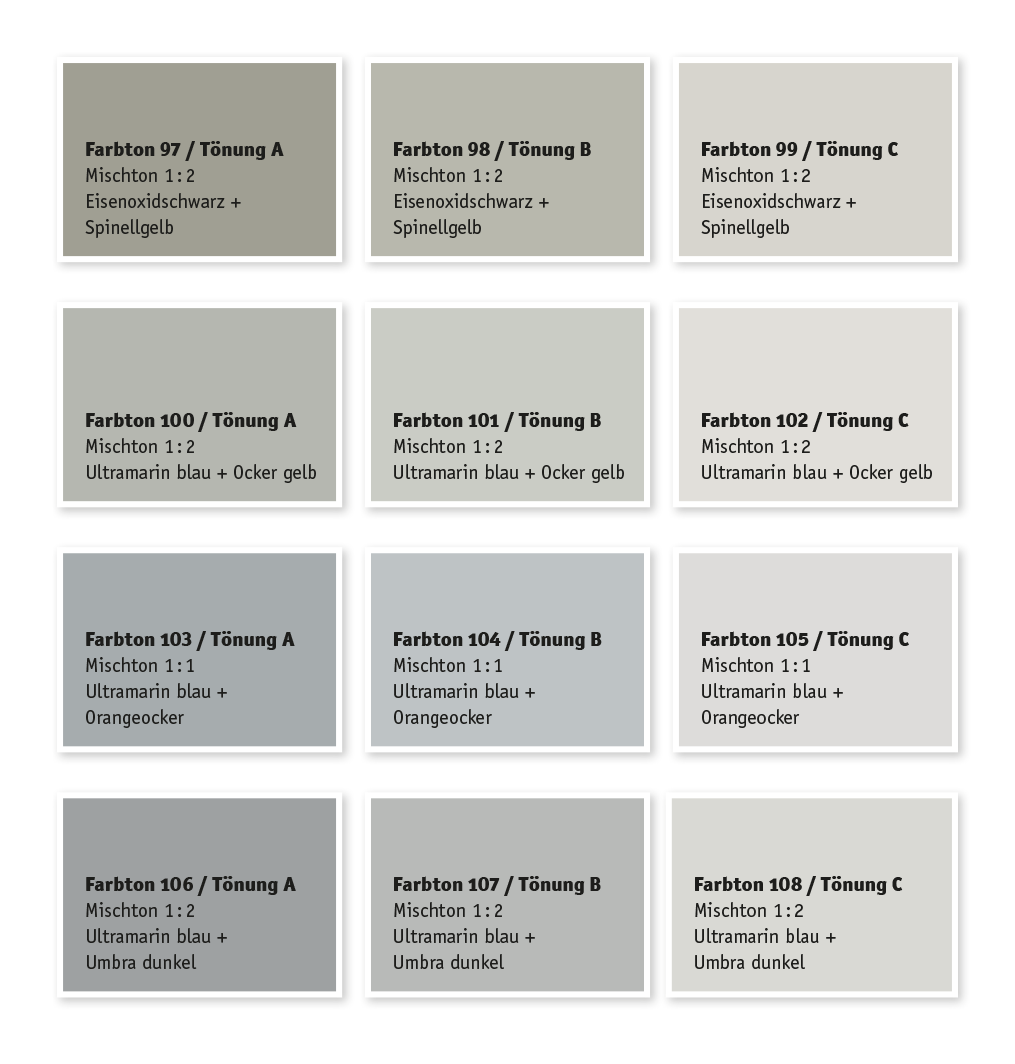 Farbton 97 / Tönung A
Mischton 1:2
Eisenoxidschwarz +
Spinellgelb
Farbton 98 / Tönung B
Mischton 1:2
Eisenoxidschwarz +
Spinellgelb
Farbton 99 / Tönung C
Mischton 1:2
Eisenoxidschwarz +
Spinellgelb
Farbton 100 / Tönung A
Mischton 1:2
Ultramarin blau + Ocker gelb
Farbton 101 / Tönung B
Mischton 1:2
Ultramarin blau + Ocker gelb
Farbton 102 / Tönung C
Mischton 1:2
Ultramarin blau + Ocker gelb
Farbton 103 / Tönung A
Mischton 1:1
Ultramarin blau +
Orangeocker
Farbton 104 / Tönung B
Mischton 1:1
Ultramarin blau +
Orangeocker
Farbton 105 / Tönung C
Mischton 1:1
Ultramarin blau +
Orangeocker
Farbton 106 / Tönung A
Mischton 1:2
Ultramarin blau +
Umbra dunkel
Farbton 107 / Tönung B
Mischton 1:2
Ultramarin blau +
Umbra dunkel
Farbton 108 / Tönung C
Mischton 1:2
Ultramarin blau +
Umbra dunkel